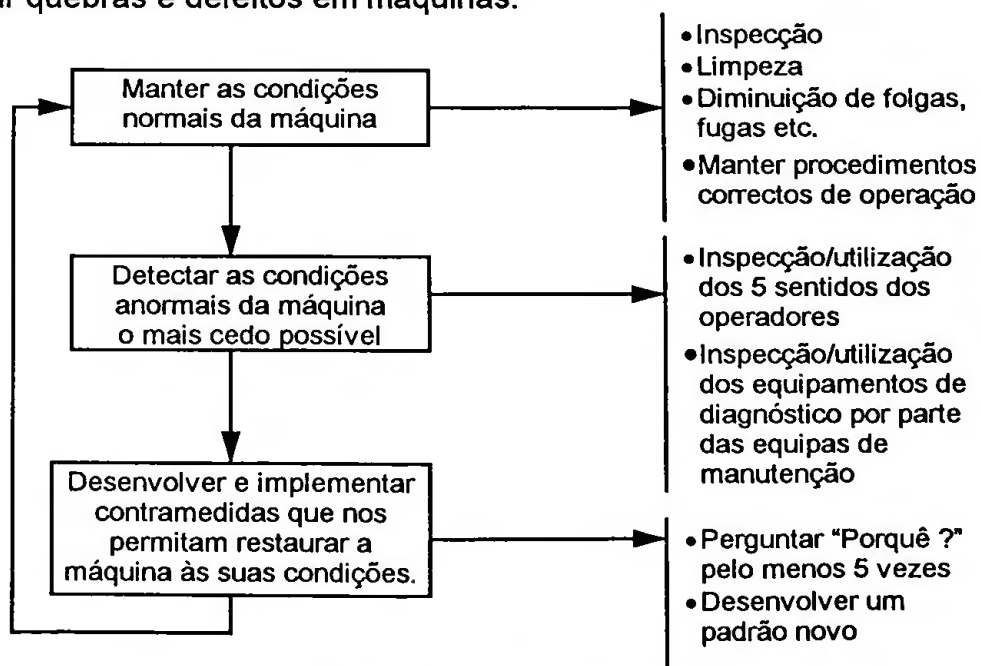 quebras e defeitos em máquinas.
Manter as condições
normais da máquina
•Inspecção
•Limpeza
•Diminuição de folgas,
fugas etc.
•Manter procedimentos
correctos de operação
Detectar as condições
anormais da máquina
o mais cedo possível
•Inspecção/utilização
dos 5 sentidos dos
operadores
•Inspecção/utilização
dos equipamentos de
diagnóstico por parte
das equipas de
manutenção
Desenvolver e implementar
contramedidas que nos
permitam restaurar a
máquina às suas condições.
•Perguntar “Porquê ?”
pelo menos 5 vezes
•Desenvolver um
padrão novo